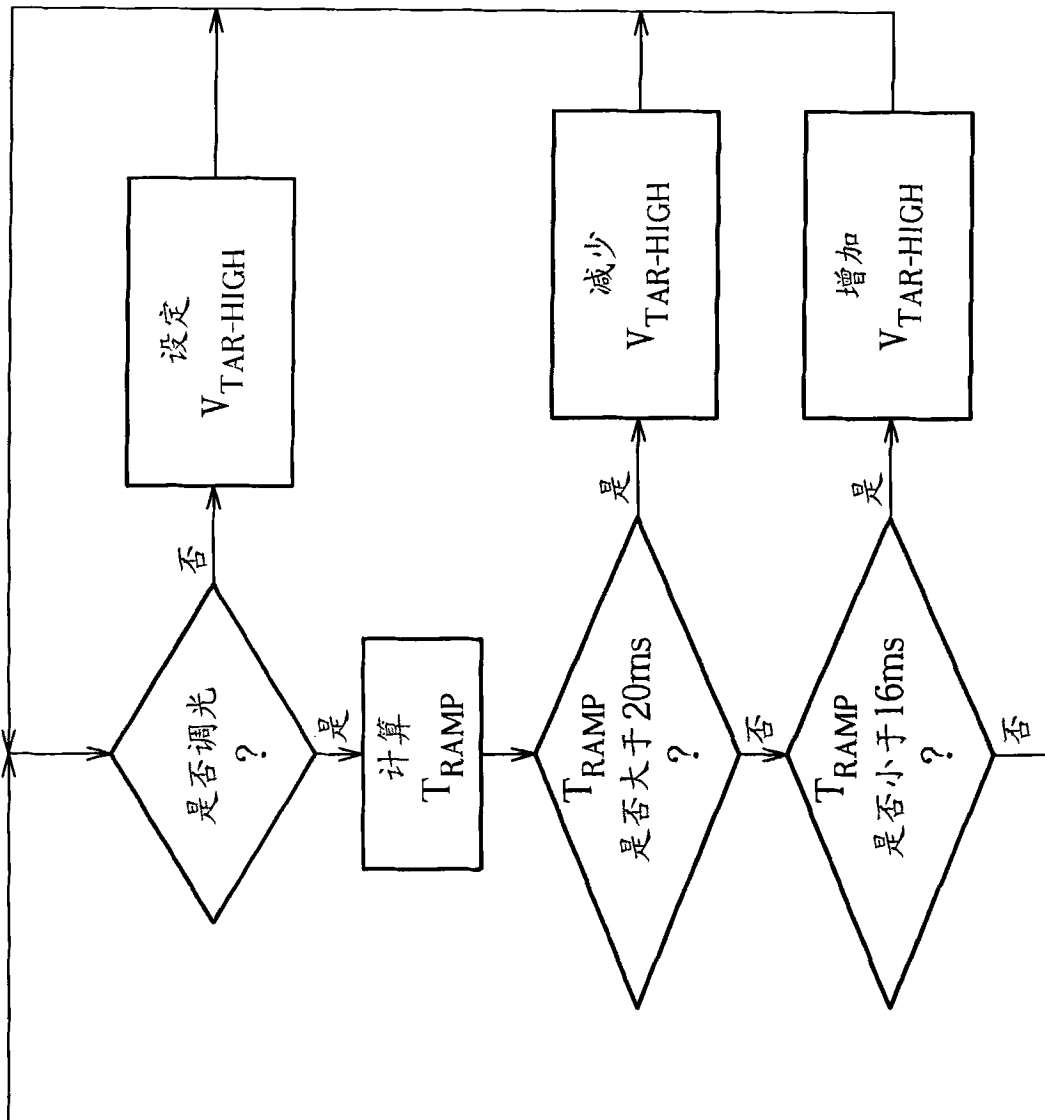 是否调光
?
否
设定
VTAR-HIGH
是
计算
TRAMP
TRAMP
是否大于20ms
?
是
减少
VTAR-HIGH
否
TRAMP
是否小于16ms
?
是
增加
VTAR-HIGH
否